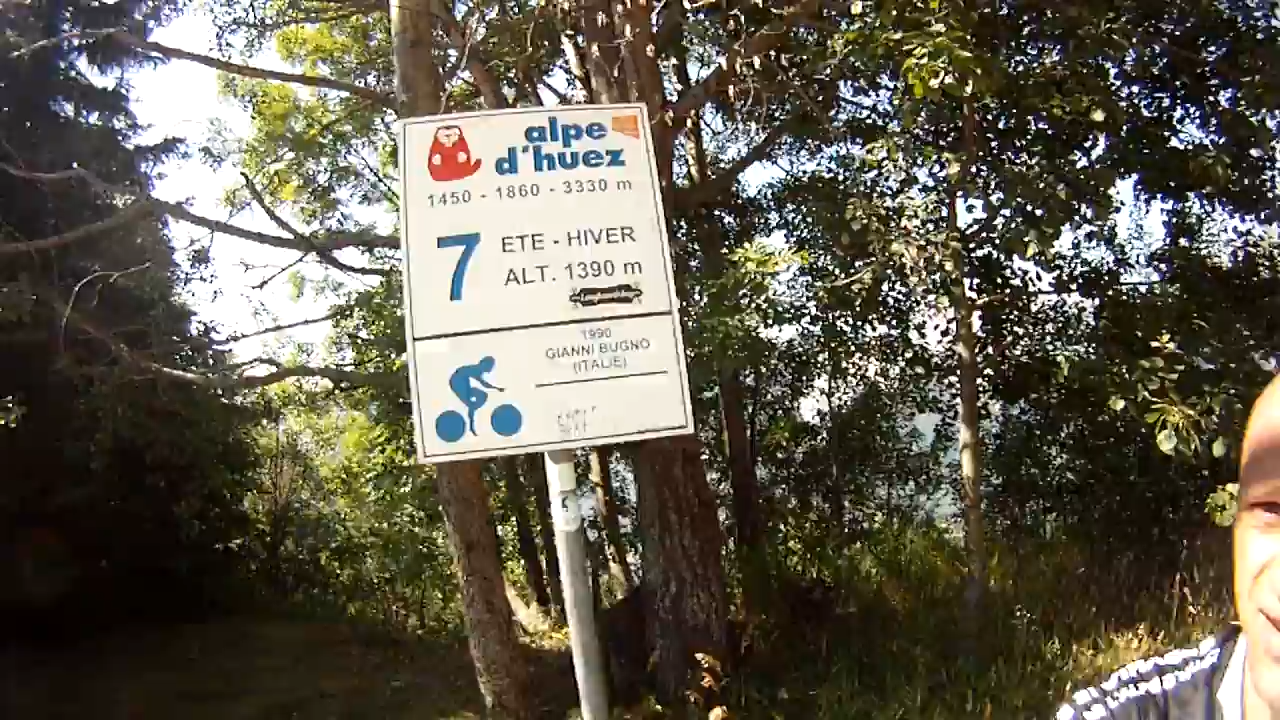 alpe
d'huez
1450 - 1860 - 3330 m
7
ETE - HIVER
ALT. 1390 m
1990
GIANNI BUGNO
(ITALIE)